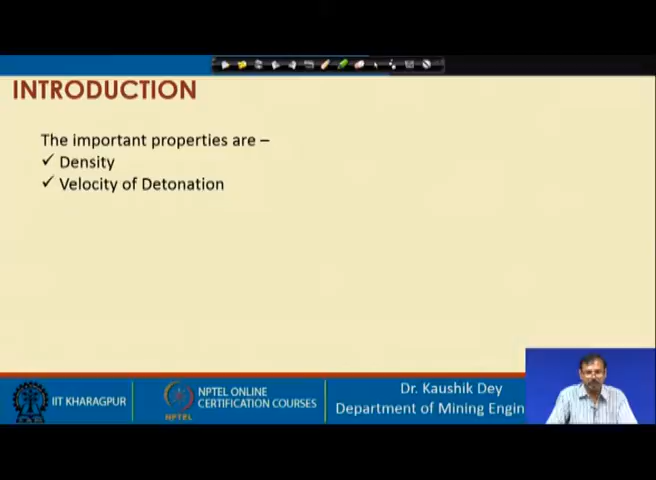 INTRODUCTION
The important properties are –
✓ Density
✓ Velocity of Detonation
IIT KHARAGPUR
NPTEL
NPTEL ONLINE
CERTIFICATION COURSES
Dr. Kaushik Dey
Department of Mining Engin